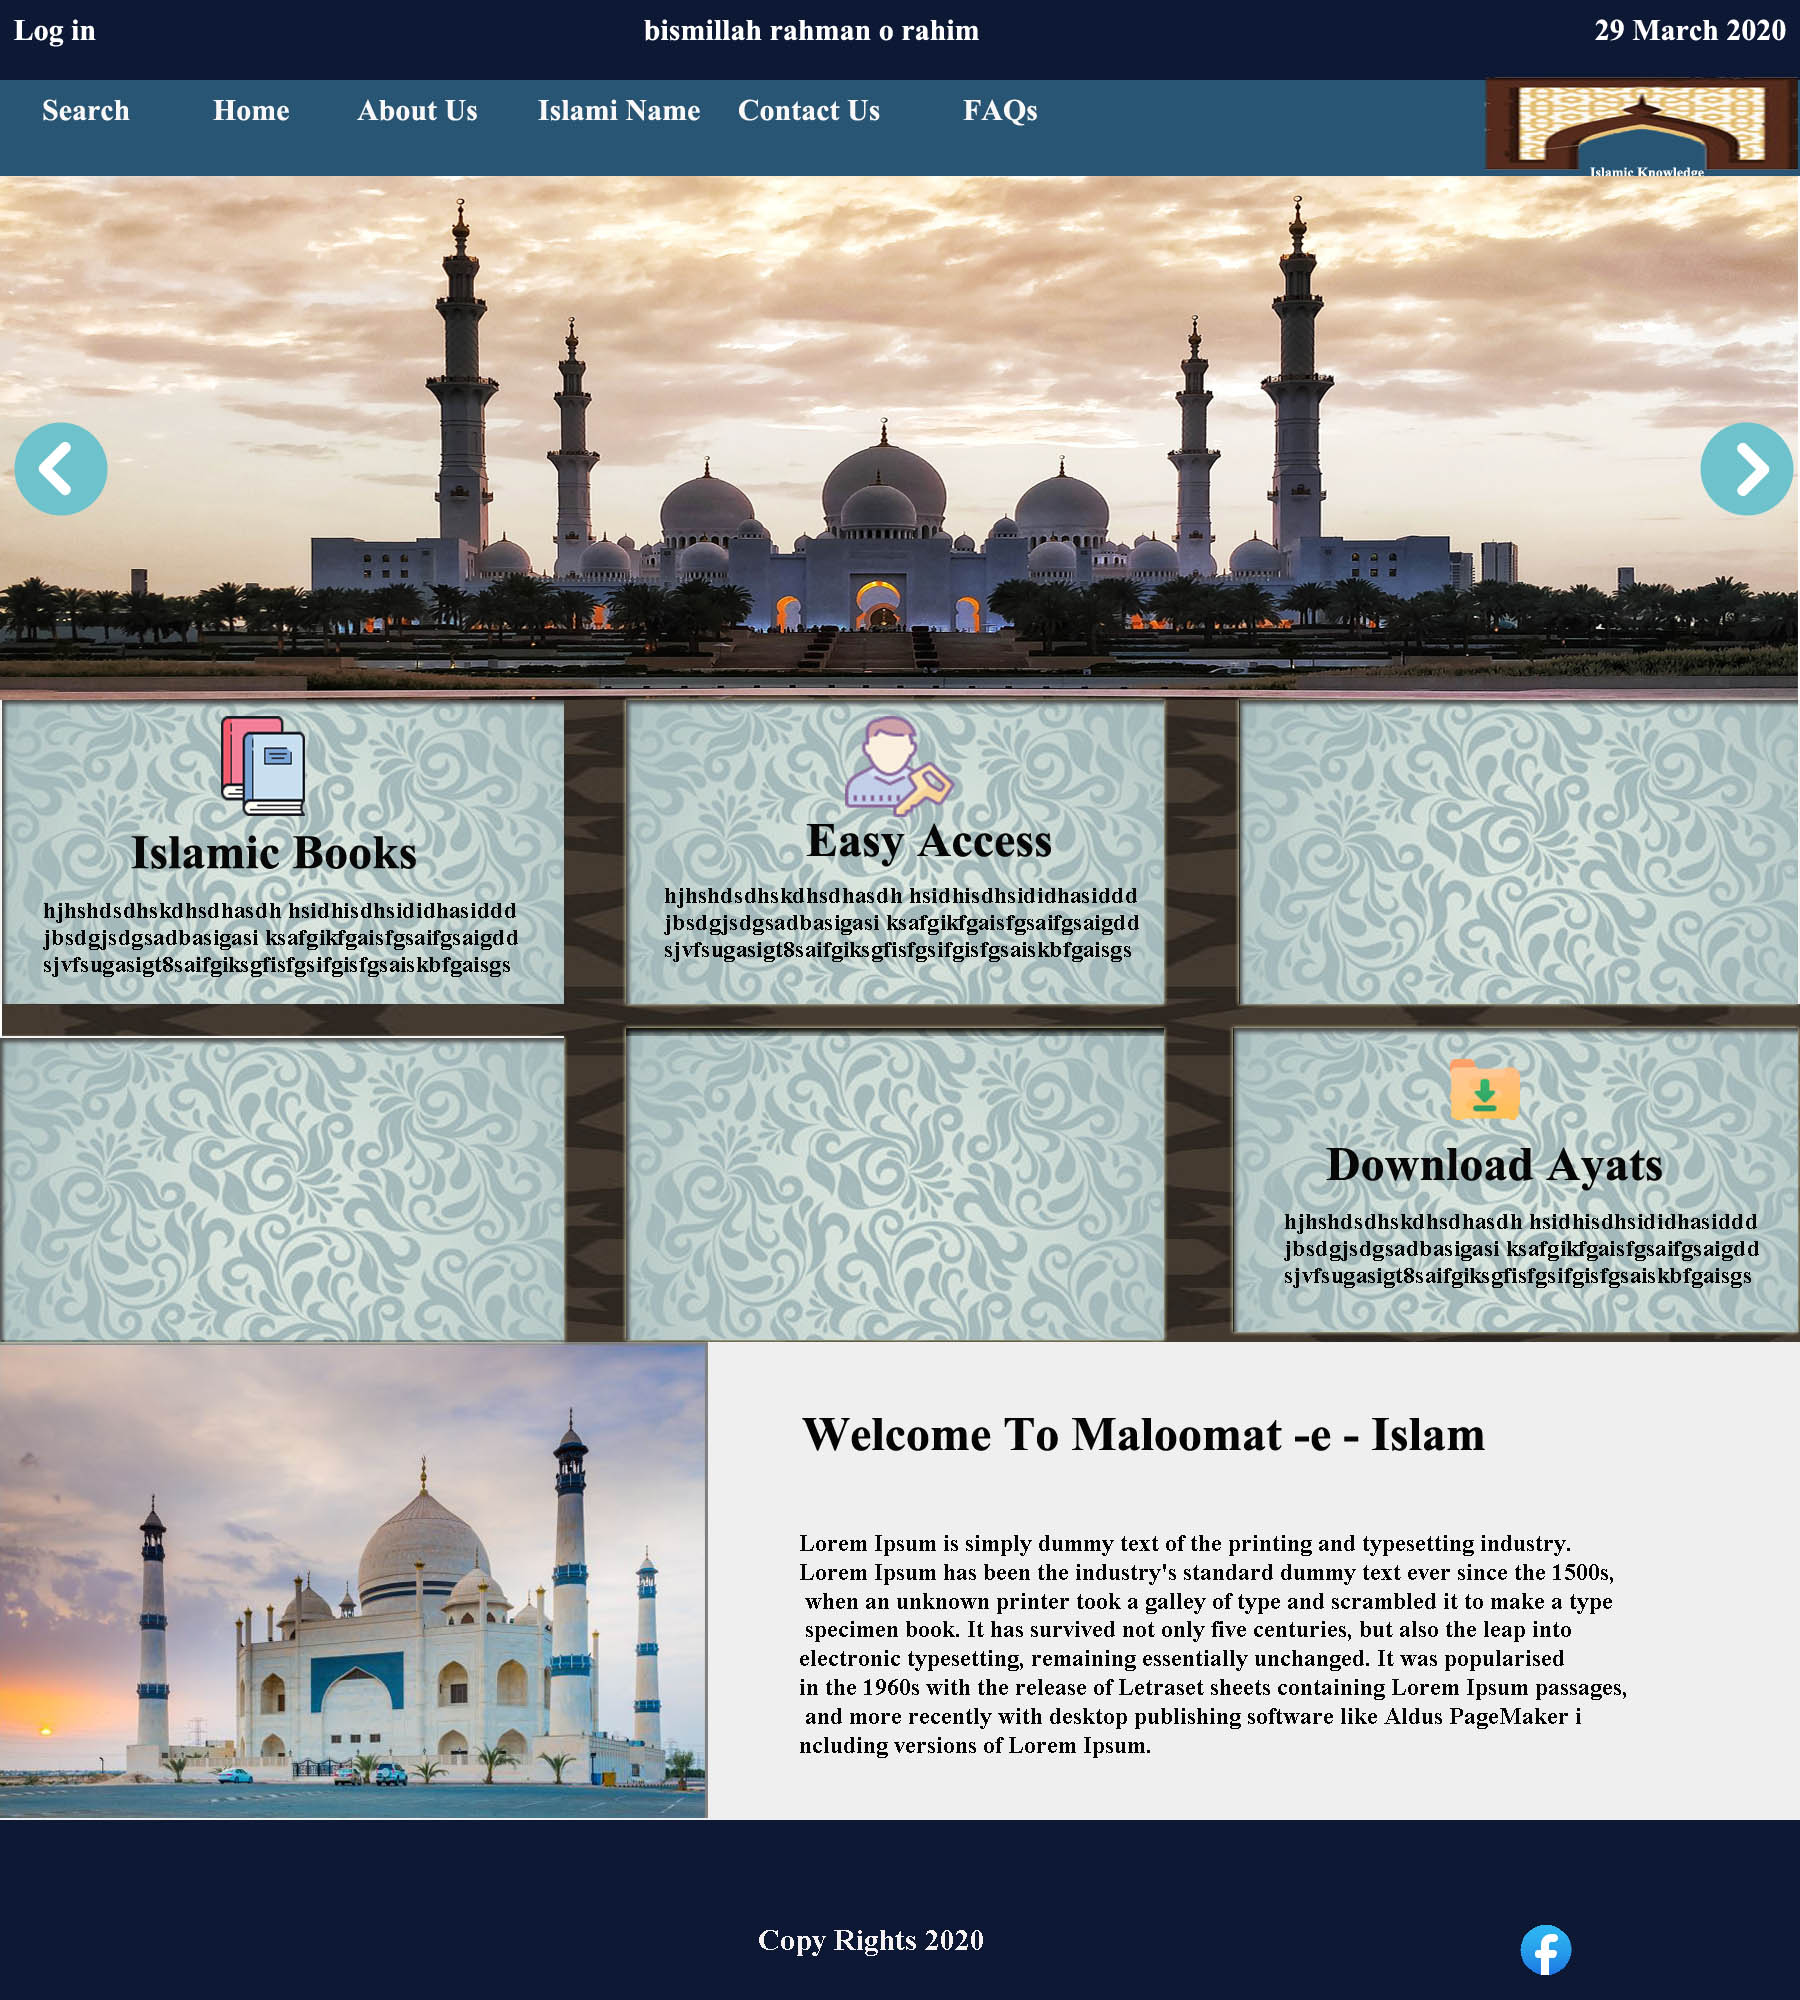 Log in
bismillah rahman o rahim
29 March 2020
Search
Home
About Us
Islami Name
Contact Us
FAQs
Islamic Knowledge
Islamic Books
hjhshdsdhskdhsdhasdh hsidhisdhsididhasiddd
jbsdgjsdgsadbasigasi ksafgikfgaisfgsaifgsaigdd
sjvfsugasigt8saifgiksgfisfgsifgisfgsaiskbfgaisgs
Easy Access
hjhshdsdhskdhsdhasdh hsidhisdhsididhasiddd
jbsdgjsdgsadbasigasi ksafgikfgaisfgsaifgsaigdd
sjvfsugasigt8saifgiksgfisfgsifgisfgsaiskbfgaisgs
Download Ayats
hjhshdsdhskdhsdhasdh hsidhisdhsididhasiddd
jbsdgjsdgsadbasigasi ksafgikfgaisfgsaifgsaigdd
sjvfsugasigt8saifgiksgfisfgsifgisfgsaiskbfgaisgs
Welcome To Maloomat -e - Islam
Lorem Ipsum is simply dummy text of the printing and typesetting industry.
Lorem Ipsum has been the industry's standard dummy text ever since the 1500s,
when an unknown printer took a galley of type and scrambled it to make a type
specimen book. It has survived not only five centuries, but also the leap into
electronic typesetting, remaining essentially unchanged. It was popularised
in the 1960s with the release of Letraset sheets containing Lorem Ipsum passages,
and more recently with desktop publishing software like Aldus PageMaker i
ncluding versions of Lorem Ipsum.
Copy Rights 2020